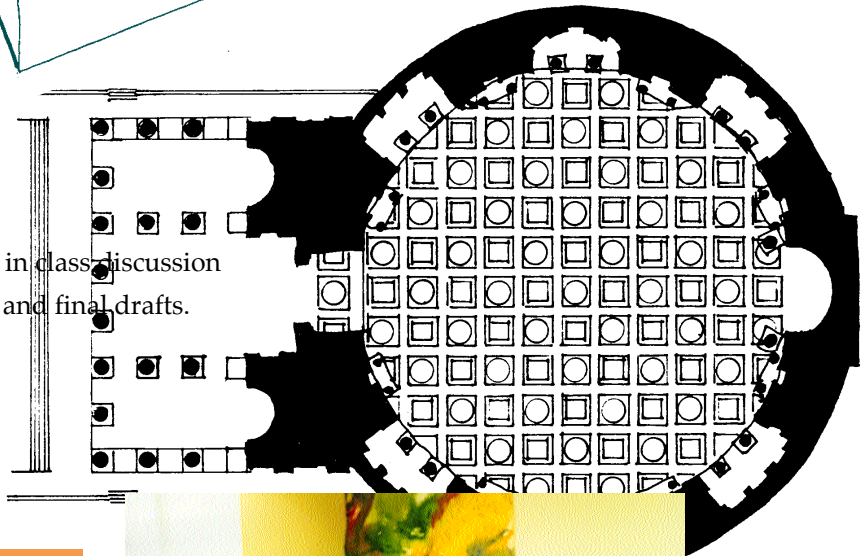 in class discussion
and final drafts.